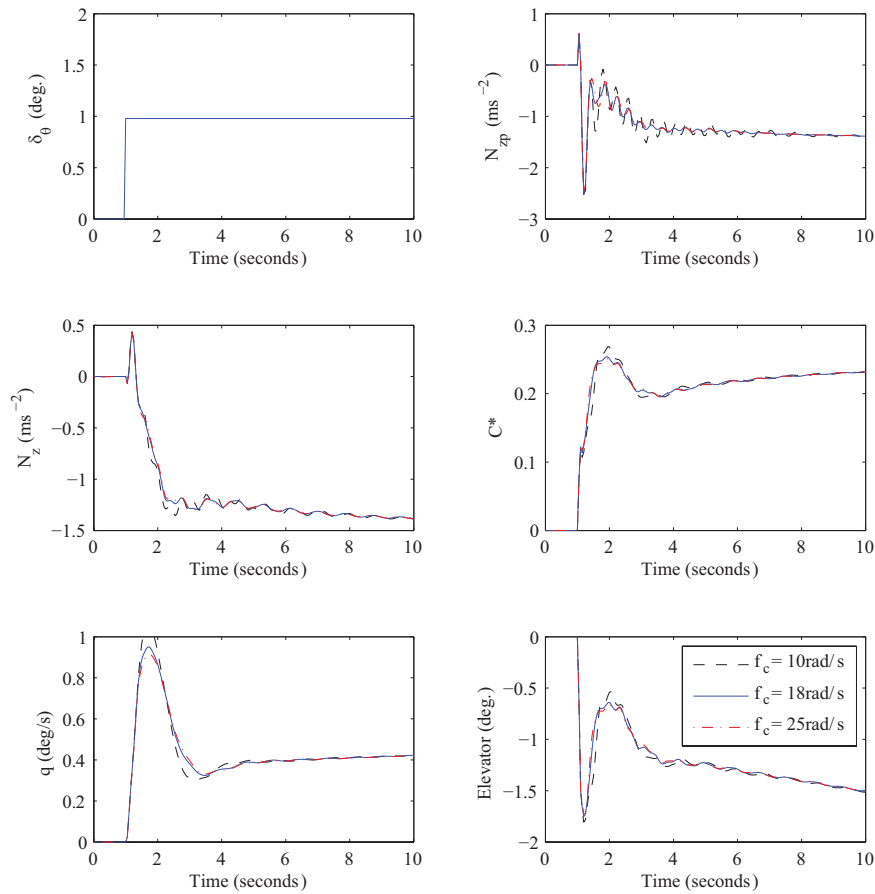 2
1.5
1
0.5
0
δθ (deg.)
0 2 4 6 8 10
Time (seconds)
1
0
−1
−2
−3
Nzp (ms−2)
0 2 4 6 8 10
Time (seconds)
0.5
0
−0.5
−1
−1.5
Nz (ms−2)
0 2 4 6 8 10
Time (seconds)
0.3
0.2
0.1
0
C*
0 2 4 6 8 10
Time (seconds)
1
0.8
0.6
0.4
0.2
0
q (deg/s)
0 2 4 6 8 10
Time (seconds)
0
−0.5
−1
−1.5
−2
Elevator (deg.)
fc = 10rad/s
fc = 18rad/s
fc = 25rad/s
0 2 4 6 8 10
Time (seconds)